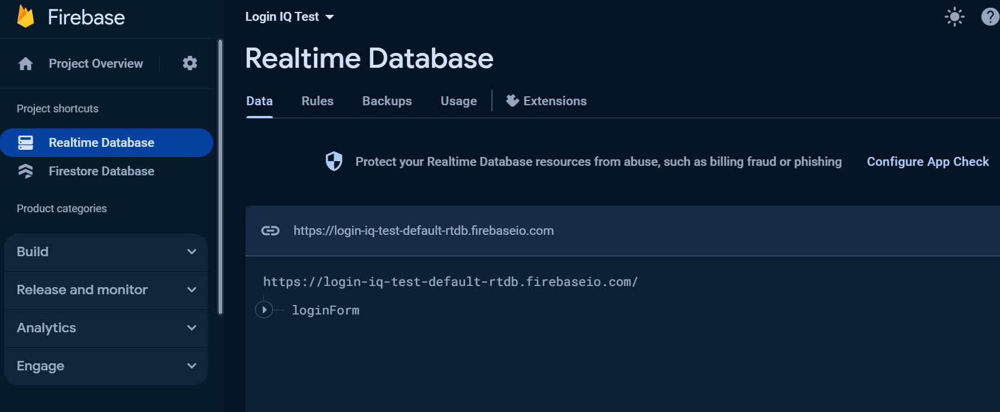 Firebase
Login IQ Test
Project Overview
Project shortcuts
Realtime Database
Firestore Database
Product categories
Build
Release and monitor
Analytics
Engage
Realtime Database
Data Rules Backups Usage Extensions
Protect your Realtime Database resources from abuse, such as billing fraud or phishing Configure App Check
https://login-iq-test-default-rtdb.firebaseio.com
https://login-iq-test-default-rtdb.firebaseio.com/
loginForm